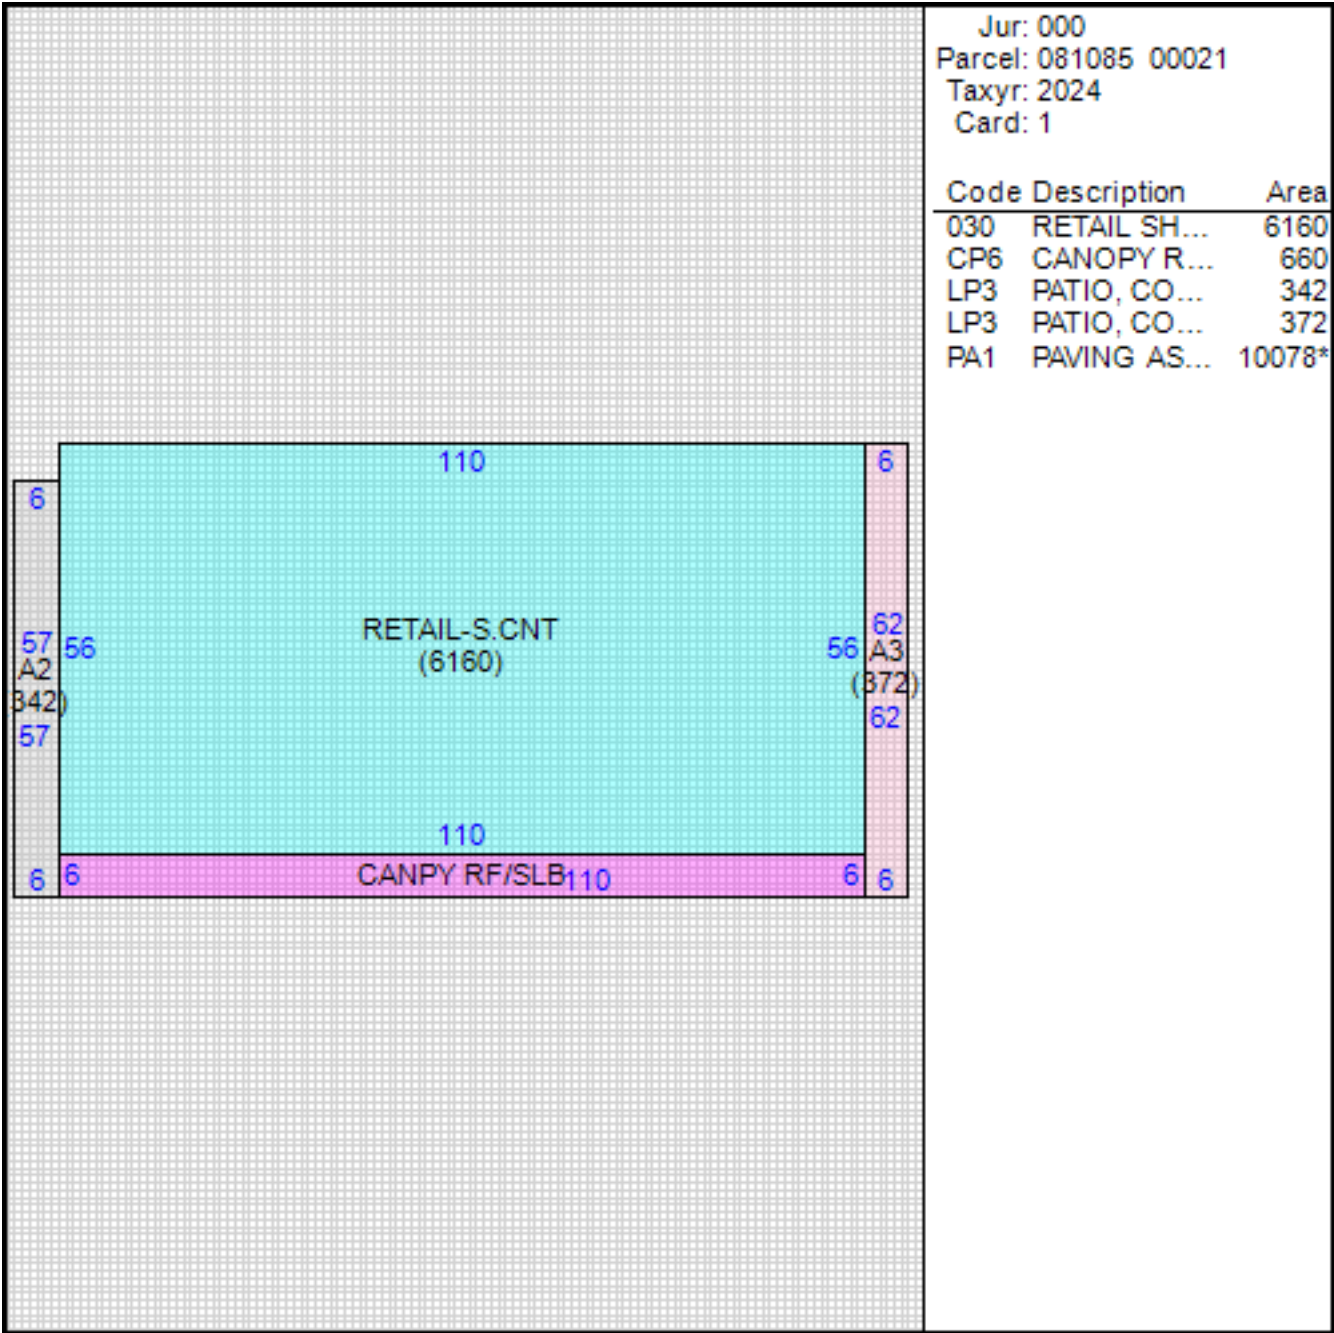 Jur: 000
Parcel: 081085 00021
Taxyr: 2024
Card: 1
Code Description Area
030 RETAIL SH... 6160
CP6 CANOPY R... 660
LP3 PATIO, CO... 342
LP3 PATIO, CO... 372
PA1 PAVING AS... 10078*
110 6
6
RETAIL-S.CNT
(6160)
57 56
A2
342)
57
56 62
A3
(372)
62
110
6 6 CANPY RF/SLB 110 6 6